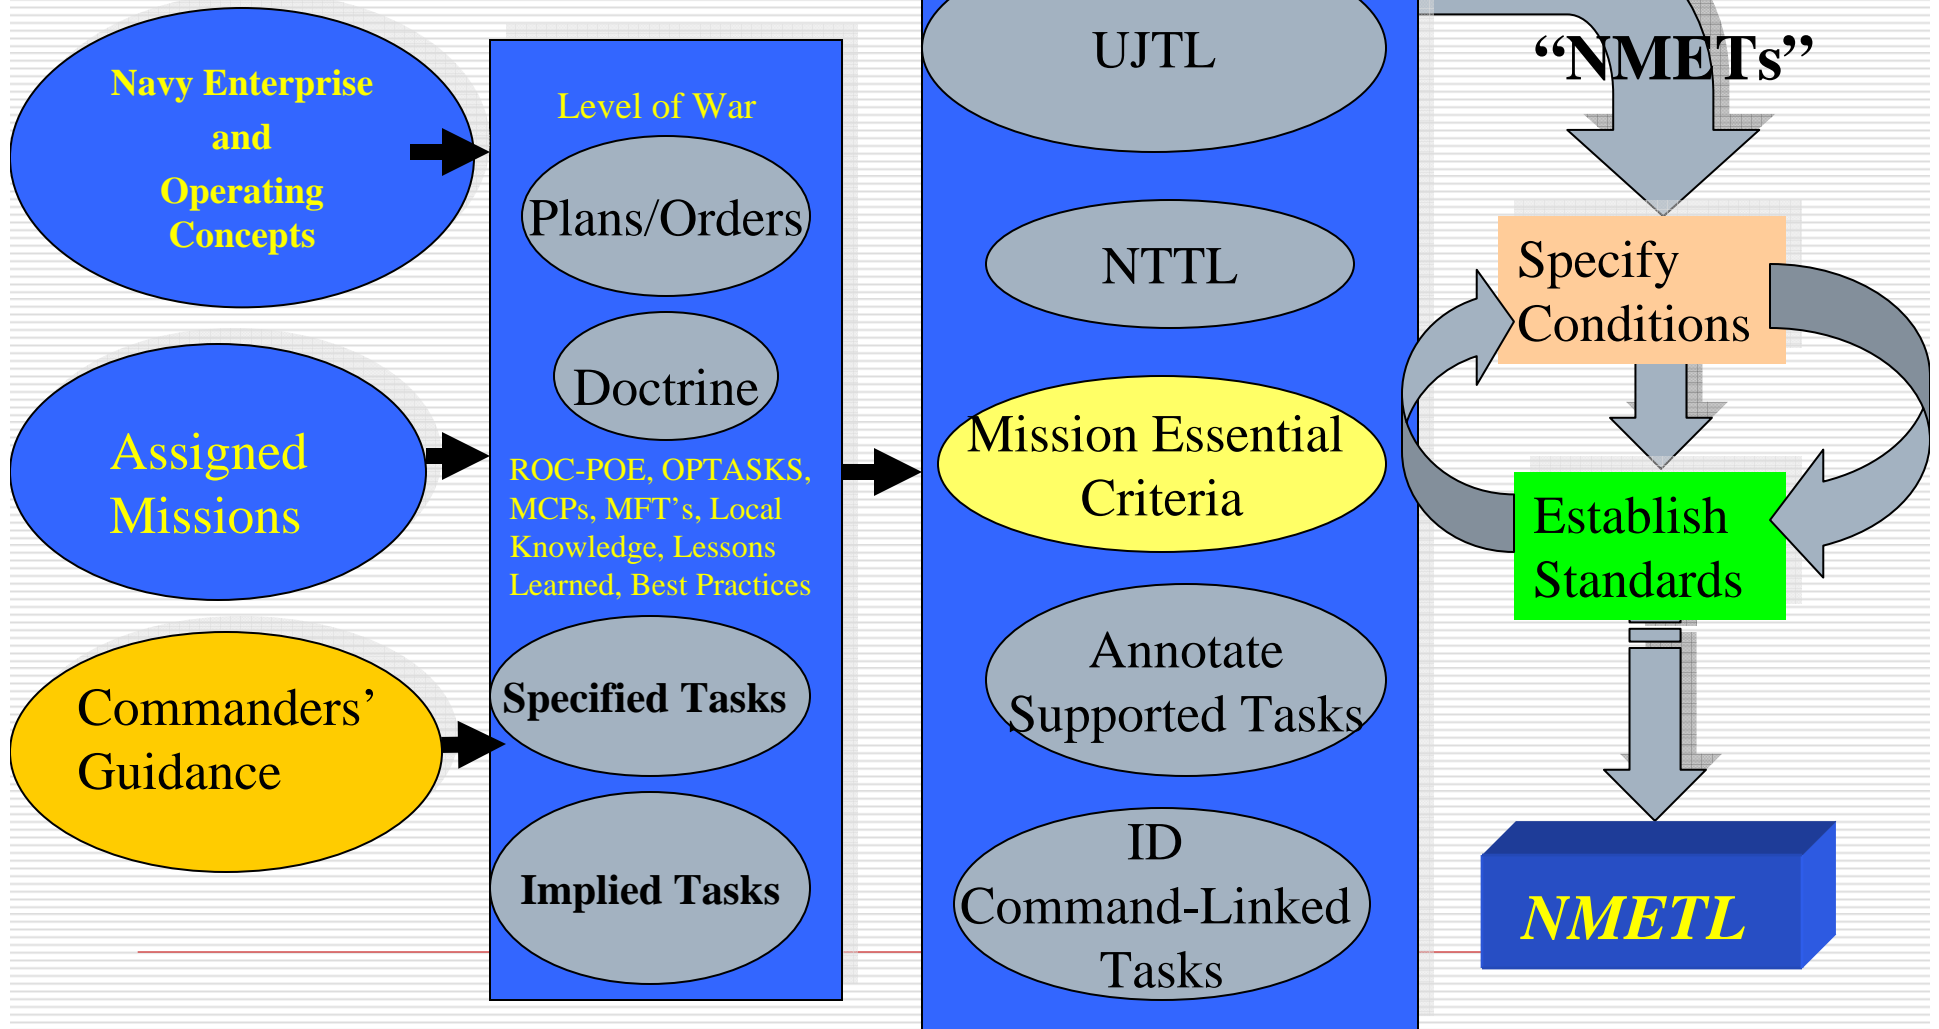 Navy Enterprise
and
Operating
Concepts
Assigned
Missions
Commanders’
Guidance
Level of War
Plans/Orders
Doctrine
ROC-POE, OPTASKS,
MCPs, MFT’s, Local
Knowledge, Lessons
Learned, Best Practices
Specified Tasks
Implied Tasks
UJTL
NTTL
Mission Essential
Criteria
Annotate
Supported Tasks
ID
Command-Linked
Tasks
“NMETs”
Specify
Conditions
Establish
Standards
NMETL